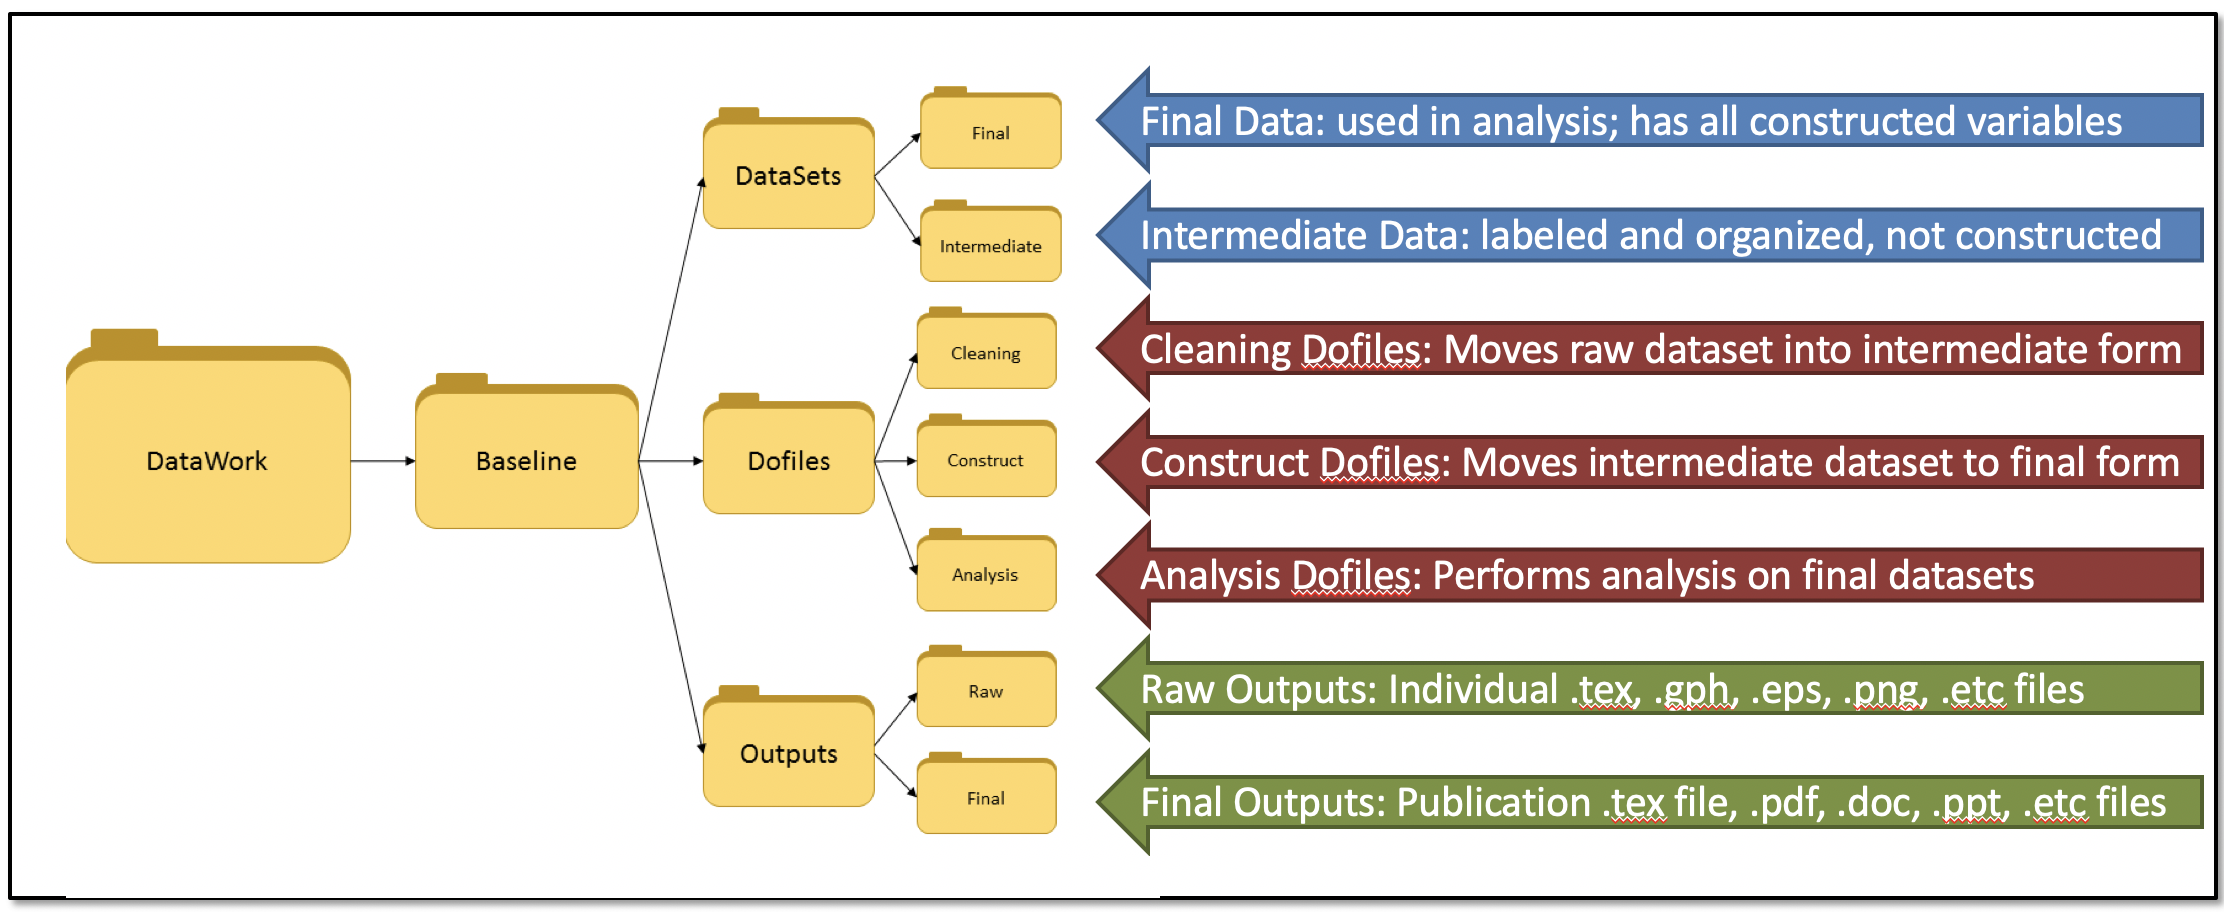 DataWork
Baseline
DataSets
Final
Intermediate
Dofiles
Cleaning
Construct
Analysis
Outputs
Raw
Final
Final Data: used in analysis; has all constructed variables
Intermediate Data: labeled and organized, not constructed
Cleaning Dofiles: Moves raw dataset into intermediate form
Construct Dofiles: Moves intermediate dataset to final form
Analysis Dofiles: Performs analysis on final datasets
Raw Outputs: Individual .tex, .gph, .eps, .png, .etc files
Final Outputs: Publication .tex file, .pdf, .doc, .ppt, .etc files